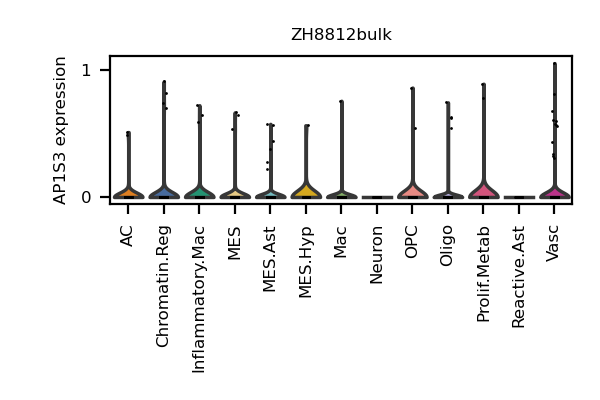 ZH8812bulk
AP1S3 expression
1
0
AC
Chromatin.Reg
Inflammatory.Mac
MES
MES.Ast
MES.Hyp
Mac
Neuron
OPC
Oligo
Prolif.Metab
Reactive.Ast
Vasc